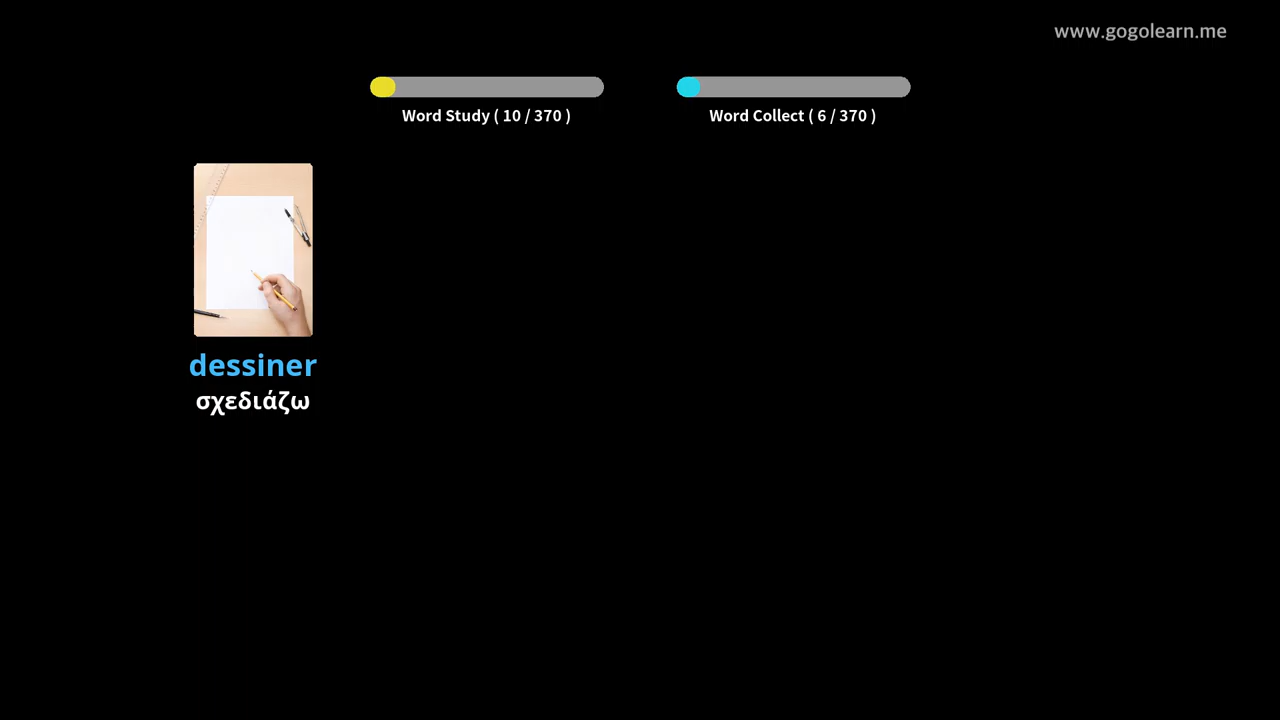 www.gogolearn.me
Word Study ( 10 / 370 )
Word Collect ( 6 / 370 )
dessiner
σχεδιάζω